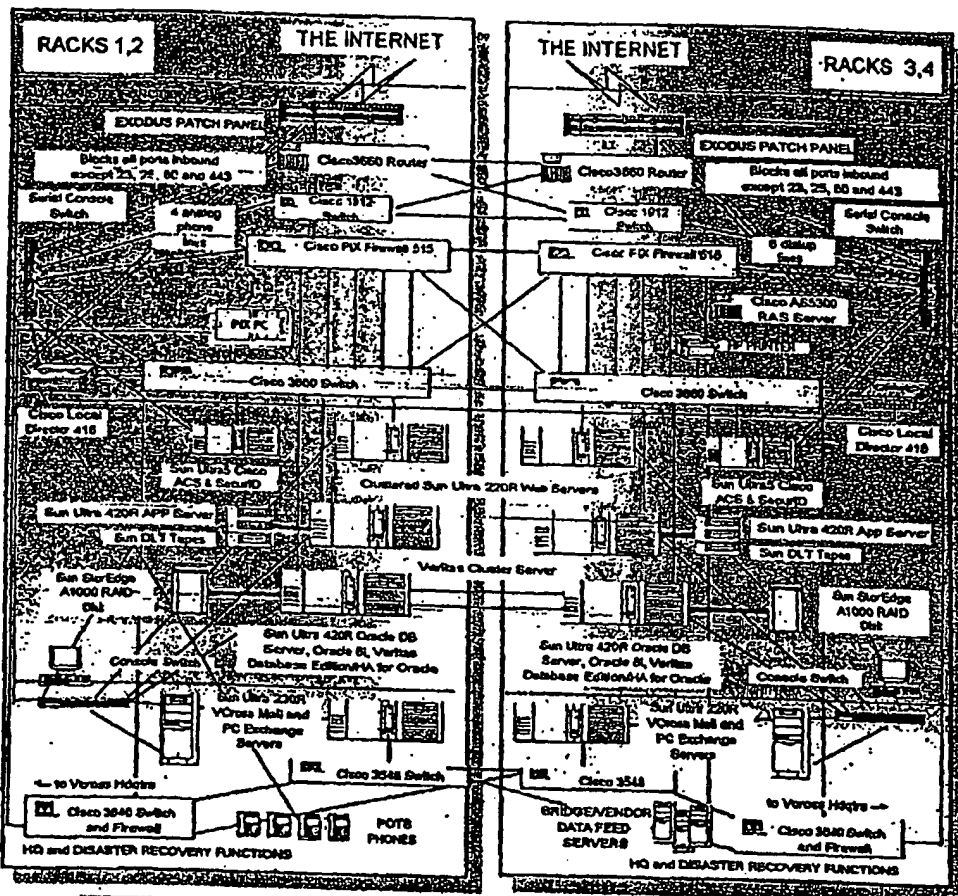 RACKS 1,2
THE INTERNET
EXODUS PATCH PANEL
Blocks all ports inbound
except 23, 25, 80 and 443
Cisco3660 Router
Serial Console
Switch
4 analog
phone
lines
Cisco 1912
Switch
Cisco PIX Firewall 515
PIX PC
Cisco 3660 Switch
Cisco Local
Director 416
Sun Ultra5 Cisco
ACS & SecurID
Clustered Sun Ultra 220R Web Servers
Sun Ultra 420R APP Server
Sun DLT Tapes
Veritas Cluster Server
Sun StorEdge
A1000 RAID
Disk
Sun Ultra 420R Oracle DB
Server, Oracle 8i, Veritas
Database Edition/HA for Oracle
Console Switch
Sun Ultra 220R
VCross Mail and
PC Exchange
Servers
Cisco 3548 Switch
to Vcross Hdqtrs
Cisco 3640 Switch
and Firewall
POTS
PHONES
HQ and DISASTER RECOVERY FUNCTIONS
THE INTERNET
RACKS 3,4
EXODUS PATCH PANEL
Cisco3660 Router
Blocks all ports inbound
except 23, 25, 80 and 443
Cisco 1912
Switch
Serial Console
Switch
Cisco PIX Firewall 515
6 dialup
lines
Cisco AS5300
RAS Server
Cisco 3660 Switch
Cisco Local
Director 416
Sun Ultra5 Cisco
ACS & SecurID
Sun Ultra 420R App Server
Sun DLT Tapes
Sun StorEdge
A1000 RAID
Disk
Sun Ultra 420R Oracle DB
Server, Oracle 8i, Veritas
Database Edition/HA for Oracle
Console Switch
Sun Ultra 220R
VCross Mail and
PC Exchange
Servers
Cisco 3548
to Vcross Hdqtrs
BRIDGE/VENDOR
DATA FEED
SERVERS
Cisco 3640 Switch
and Firewall
HQ and DISASTER RECOVERY FUNCTIONS